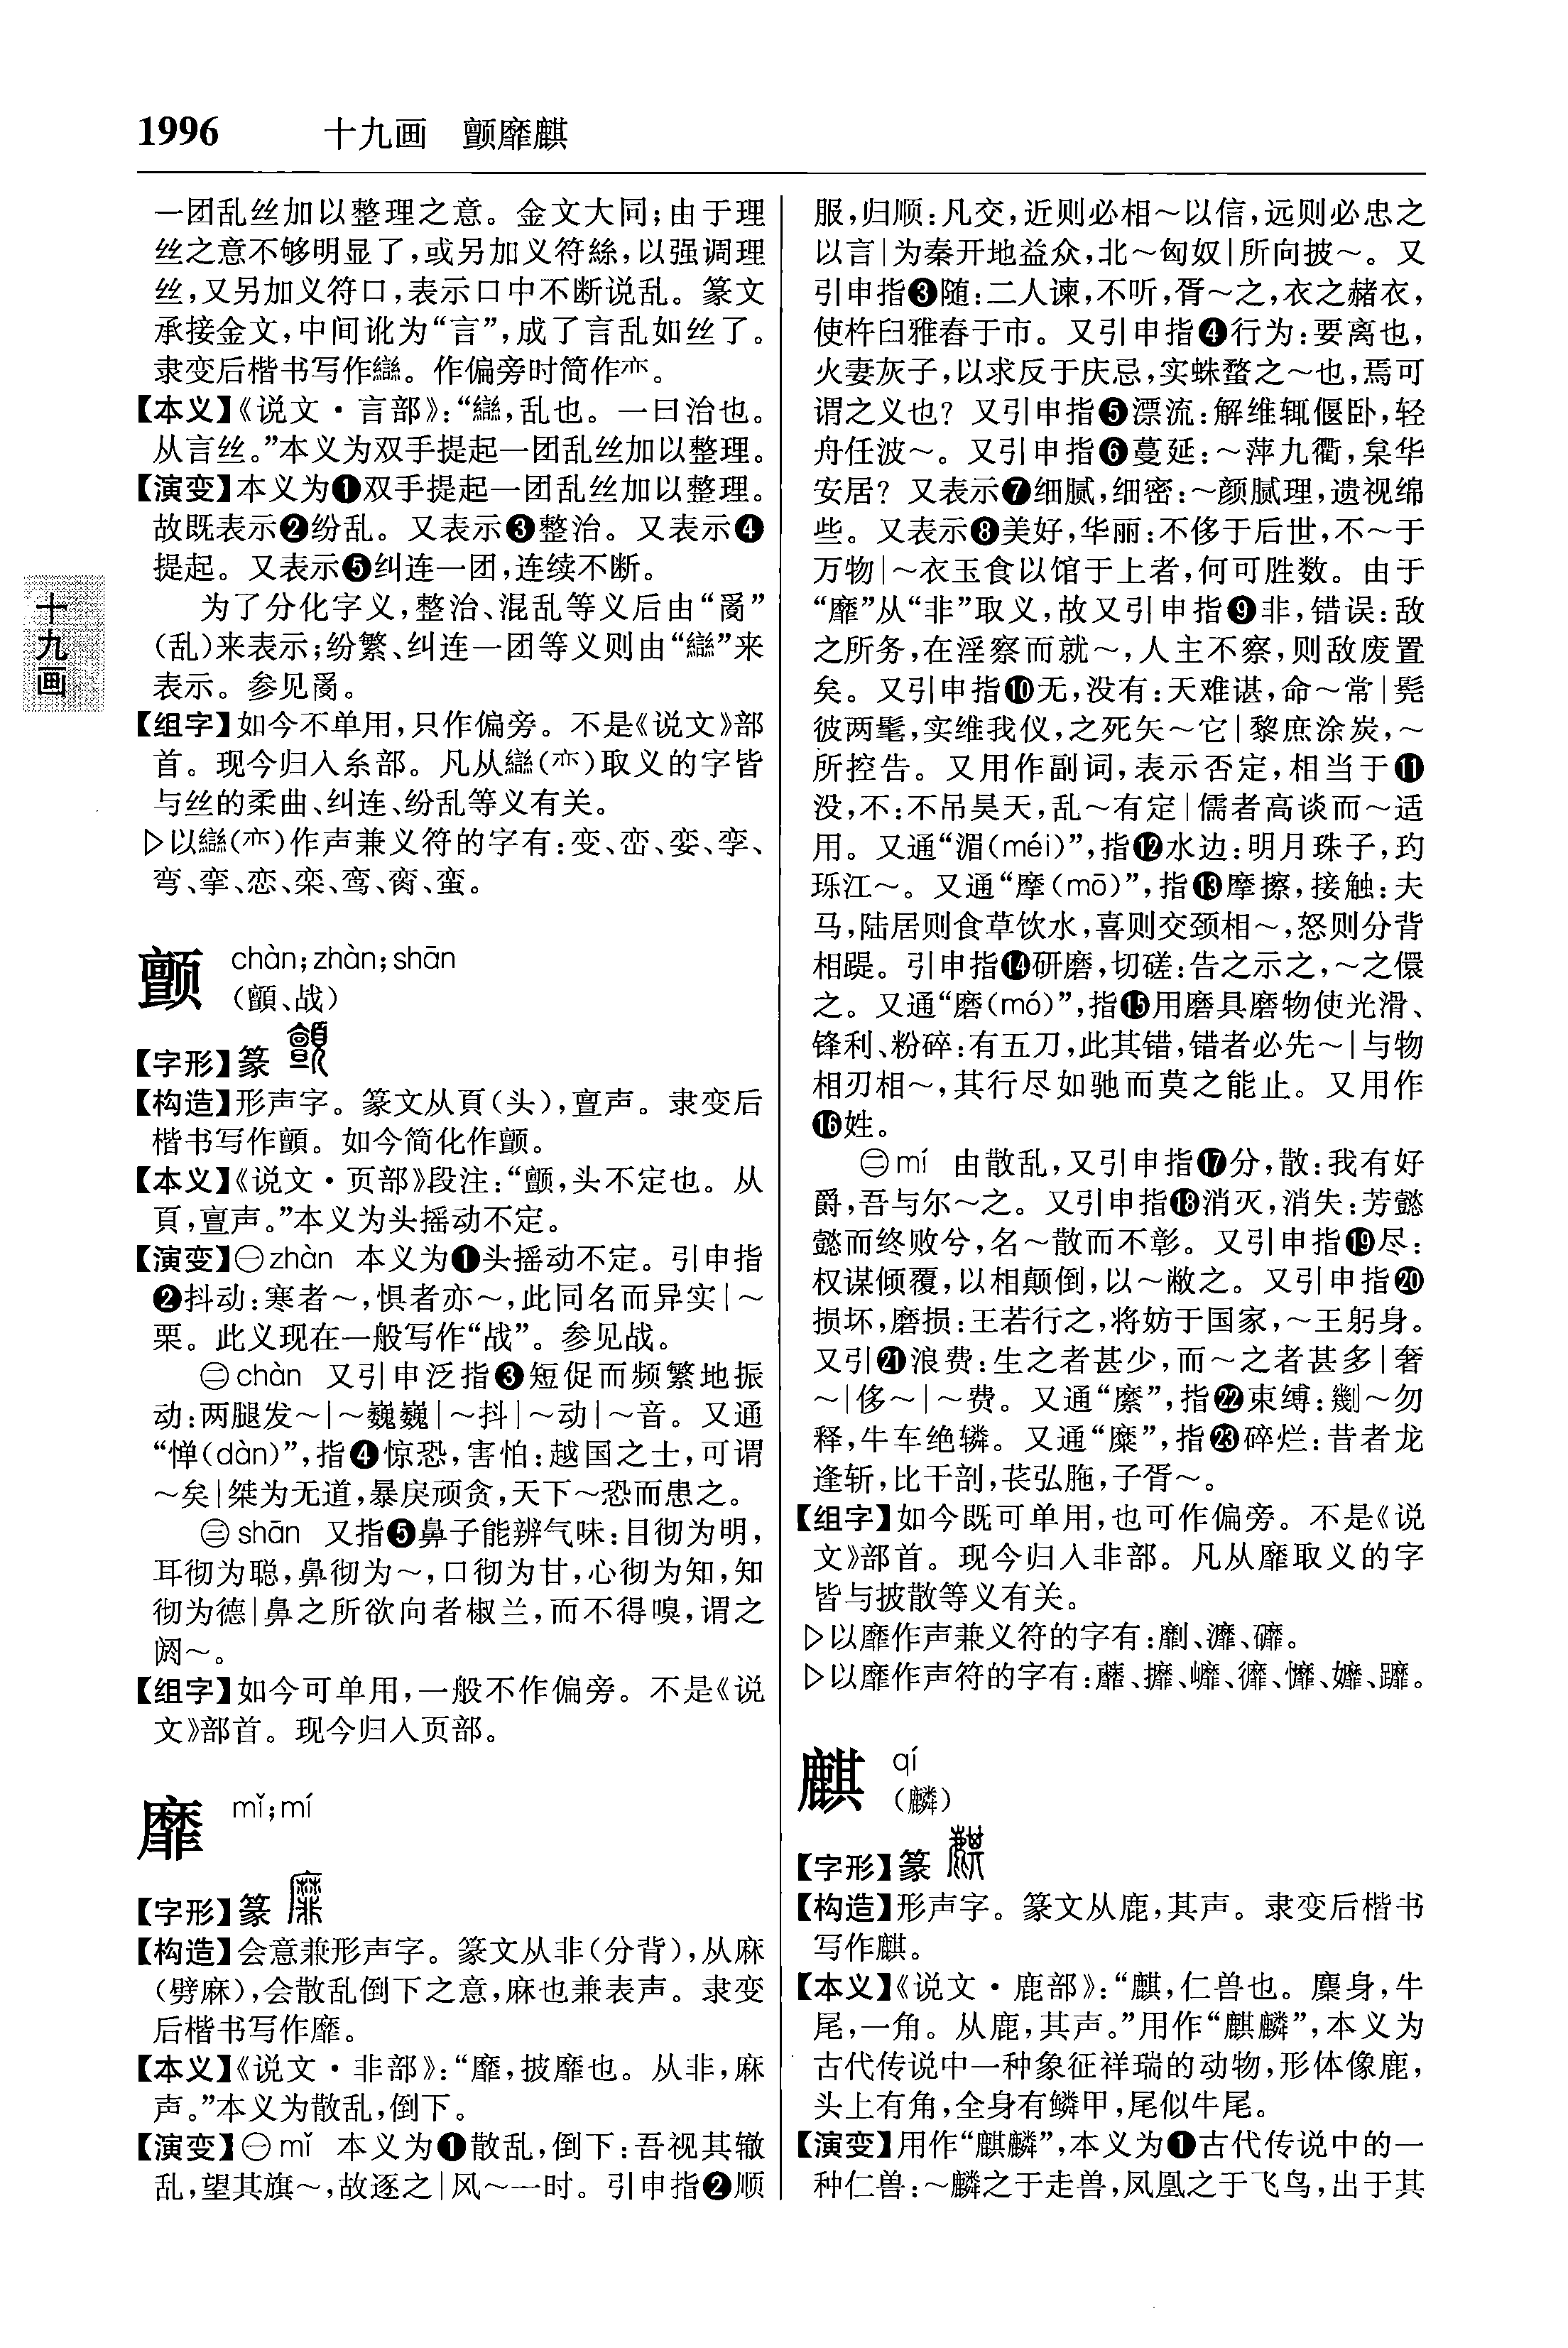 1996 十九画 颤靡麒
一团乱丝加以整理之意。金文大同;由于理
丝之意不够明显了,或另加义符絲,以强调理
丝,又另加义符口,表示口中不断说乱。篆文
承接金文,中间讹为“言”,成了言乱如丝了。
隶变后楷书写作䜌。作偏旁时简作亦。
【本义】《说文·言部》:“䜌,乱也。一曰治也。
从言丝。”本义为双手提起一团乱丝加以整理。
【演变】本义为❶双手提起一团乱丝加以整理。
故既表示❷纷乱。又表示❸整治。又表示❹
提起。又表示❺纠连一团,连续不断。
为了分化字义,整治、混乱等义后由“𤔔”
(乱)来表示;纷繁、纠连一团等义则由“䜌”来
表示。参见𤔔。
【组字】如今不单用,只作偏旁。不是《说文》部
首。现今归入糸部。凡从䜌(亦)取义的字皆
与丝的柔曲、纠连、纷乱等义有关。
▷以䜌(亦)作声兼义符的字有:变、峦、娈、孪、
弯、挛、恋、栾、鸾、脔、蛮。
颤 chàn;zhàn;shān
(顫、战)
【字形】篆
【构造】形声字。篆文从頁(头),亶声。隶变后
楷书写作顫。如今简化作颤。
【本义】《说文·页部》段注:“颤,头不定也。从
頁,亶声。”本义为头摇动不定。
【演变】㊀zhàn 本义为❶头摇动不定。引申指
❷抖动:寒者～,惧者亦～,此同名而异实|～
栗。此义现在一般写作“战”。参见战。
㊁chàn 又引申泛指❸短促而频繁地振
动:两腿发～|～巍巍|～抖|～动|～音。又通
“惮(dàn)”,指❹惊恐,害怕:越国之士,可谓
～矣|桀为无道,暴戾顽贪,天下～恐而患之。
㊂shān 又指❺鼻子能辨气味:目彻为明,
耳彻为聪,鼻彻为～,口彻为甘,心彻为知,知
彻为德|鼻之所欲向者椒兰,而不得嗅,谓之
阏～。
【组字】如今可单用,一般不作偏旁。不是《说
文》部首。现今归入页部。
靡 mǐ;mí
【字形】篆
【构造】会意兼形声字。篆文从非(分背),从麻
(劈麻),会散乱倒下之意,麻也兼表声。隶变
后楷书写作靡。
【本义】《说文·非部》:“靡,披靡也。从非,麻
声。”本义为散乱,倒下。
【演变】㊀mǐ 本义为❶散乱,倒下:吾视其辙
乱,望其旗～,故逐之|风～一时。引申指❷顺
服,归顺:凡交,近则必相～以信,远则必忠之
以言|为秦开地益众,北～匈奴|所向披～。又
引申指❸随:二人谏,不听,胥～之,衣之赭衣,
使杵臼雅舂于市。又引申指❹行为:要离也,
火妻灰子,以求反于庆忌,实蛛蝥之～也,焉可
谓之义也?又引申指❺漂流:解维辄偃卧,轻
舟任波～。又引申指❻蔓延:～萍九衢,枲华
安居?又表示❼细腻,细密:～颜腻理,遗视绵
些。又表示❽美好,华丽:不侈于后世,不～于
万物|～衣玉食以馆于上者,何可胜数。由于
“靡”从“非”取义,故又引申指❾非,错误:敌
之所务,在淫察而就～,人主不察,则敌废置
矣。又引申指❿无,没有:天难谌,命～常|髧
彼两髦,实维我仪,之死矢～它|黎庶涂炭,～
所控告。又用作副词,表示否定,相当于⓫
没,不:不吊昊天,乱～有定|儒者高谈而～适
用。又通“湄(méi)”,指⓬水边:明月珠子,玓
瓅江～。又通“摩(mō)”,指⓭摩擦,接触:夫
马,陆居则食草饮水,喜则交颈相～,怒则分背
相踶。引申指⓮研磨,切磋:告之示之,～之儇
之。又通“磨(mó)”,指⓯用磨具磨物使光滑、
锋利、粉碎:有五刀,此其错,错者必先～|与物
相刃相～,其行尽如驰而莫之能止。又用作
⓰姓。
㊁mí 由散乱,又引申指⓱分,散:我有好
爵,吾与尔～之。又引申指⓲消灭,消失:芳懿
懿而终败兮,名～散而不彰。又引申指⓳尽:
权谋倾覆,以相颠倒,以～敝之。又引申指⓴
损坏,磨损:王若行之,将妨于国家,～王躬身。
又引㉑浪费:生之者甚少,而～之者甚多|奢
～|侈～|～费。又通“縻”,指㉒束缚:劙～勿
释,牛车绝辚。又通“糜”,指㉓碎烂:昔者龙
逄斩,比干剖,苌弘胣,子胥～。
【组字】如今既可单用,也可作偏旁。不是《说
文》部首。现今归入非部。凡从靡取义的字
皆与披散等义有关。
▷以靡作声兼义符的字有:劘、灖、礳。
▷以靡作声符的字有:蘼、攠、㠧、𢖡、㦄、孊、躎。
麒 qí
(麟)
【字形】篆
【构造】形声字。篆文从鹿,其声。隶变后楷书
写作麒。
【本义】《说文·鹿部》:“麒,仁兽也。麋身,牛
尾,一角。从鹿,其声。”用作“麒麟”,本义为
古代传说中一种象征祥瑞的动物,形体像鹿,
头上有角,全身有鳞甲,尾似牛尾。
【演变】用作“麒麟”,本义为❶古代传说中的一
种仁兽:～麟之于走兽,凤凰之于飞鸟,出于其
十九画